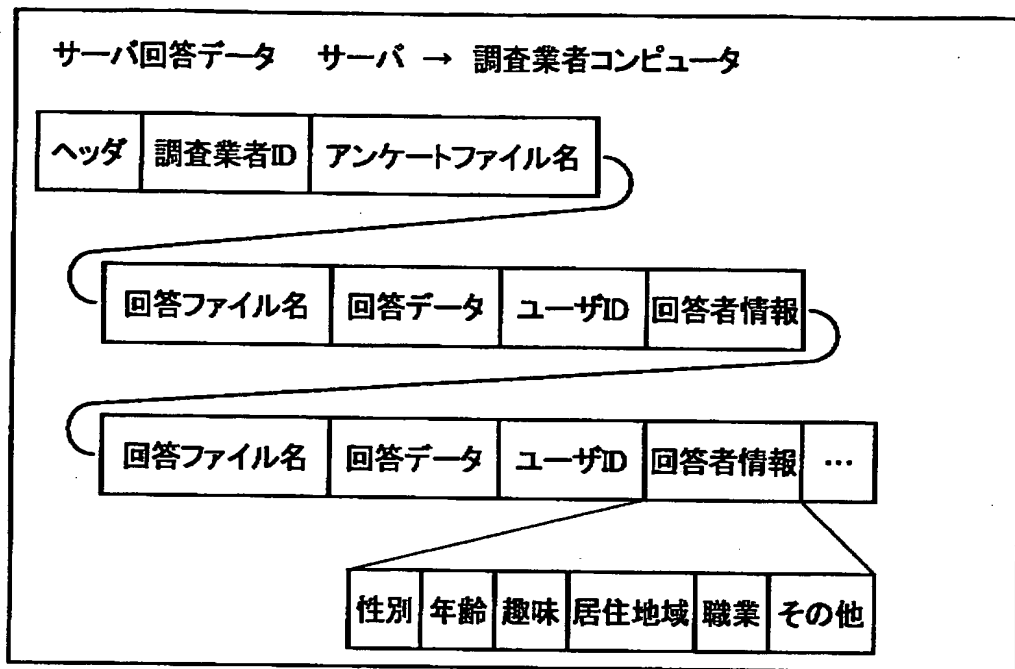 サーバ回答データ サーバ → 調査業者コンピュータ
ヘッダ 調査業者ID アンケートファイル名
回答ファイル名 回答データ ユーザID 回答者情報
回答ファイル名 回答データ ユーザID 回答者情報 …
性別 年齢 趣味 居住地域 職業 その他